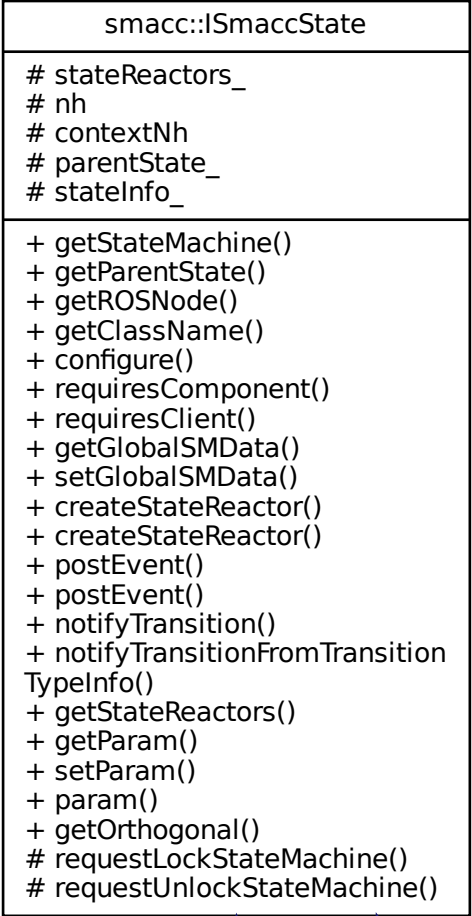 smacc::ISmaccState
# stateReactors_
# nh
# contextNh
# parentState_
# stateInfo_
+ getStateMachine()
+ getParentState()
+ getROSNode()
+ getClassName()
+ configure()
+ requiresComponent()
+ requiresClient()
+ getGlobalSMData()
+ setGlobalSMData()
+ createStateReactor()
+ createStateReactor()
+ postEvent()
+ postEvent()
+ notifyTransition()
+ notifyTransitionFromTransition
TypeInfo()
+ getStateReactors()
+ getParam()
+ setParam()
+ param()
+ getOrthogonal()
# requestLockStateMachine()
# requestUnlockStateMachine()